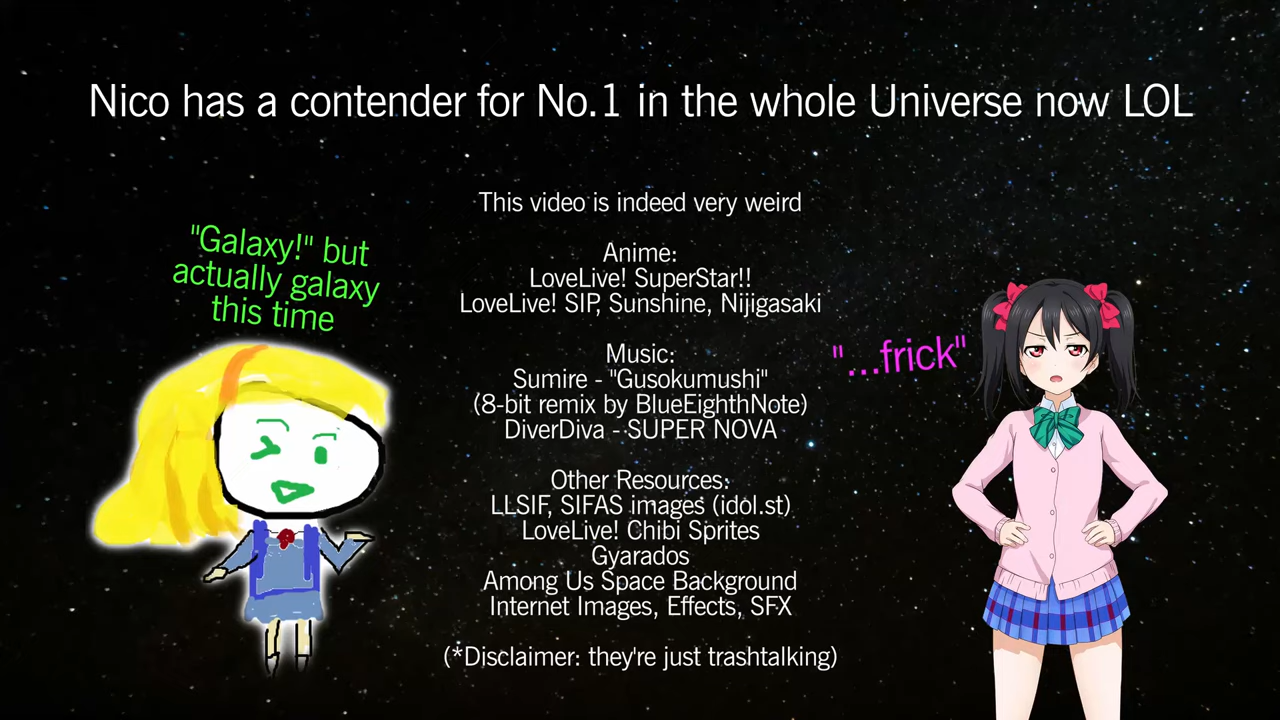 Nico has a contender for No.1 in the whole Universe now LOL
This video is indeed very weird
"Galaxy!" but
actually galaxy
this time
Anime:
LoveLive! SuperStar!!
LoveLive! SIP, Sunshine, Nijigasaki
Music:
Sumire - "Gusokumushi"
(8-bit remix by BlueEighthNote)
DiverDiva - SUPER NOVA
"...frick"
Other Resources:
LLSIF, SIFAS images (idol.st)
LoveLive! Chibi Sprites
Gyarados
Among Us Space Background
Internet Images, Effects, SFX
(*Disclaimer: they're just trashtalking)